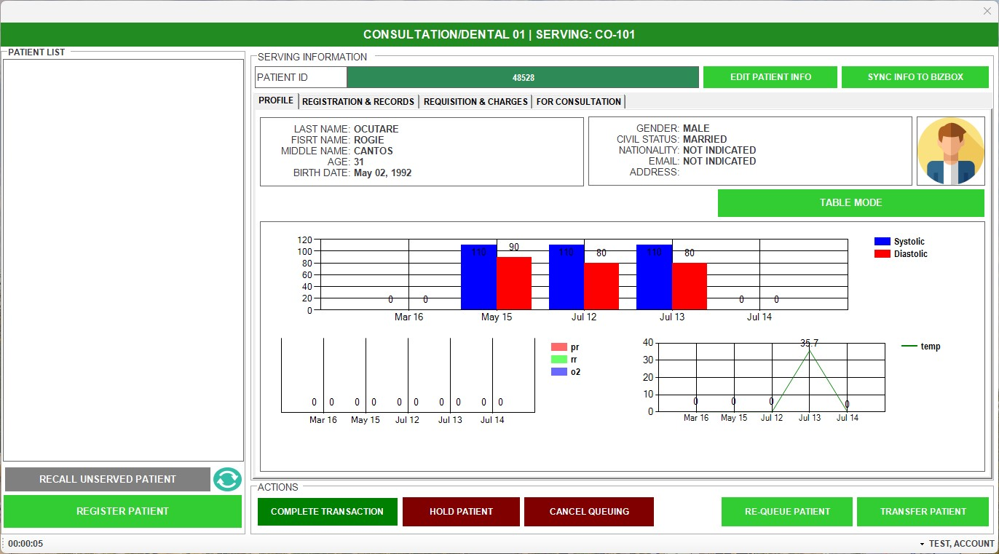 CONSULTATION/DENTAL 01 | SERVING: CO-101
PATIENT LIST
RECALL UNSERVED PATIENT
REGISTER PATIENT
SERVING INFORMATION
PATIENT ID 48528 EDIT PATIENT INFO SYNC INFO TO BIZBOX
PROFILE REGISTRATION & RECORDS REQUISITION & CHARGES FOR CONSULTATION
LAST NAME: OCUTARE
FISRT NAME: ROGIE
MIDDLE NAME: CANTOS
AGE: 31
BIRTH DATE: May 02, 1992
GENDER: MALE
CIVIL STATUS: MARRIED
NATIONALITY: NOT INDICATED
EMAIL: NOT INDICATED
ADDRESS:
TABLE MODE
120
100
80
60
40
20
0
0 0 110 90 110 80 110 80 0 0
Mar 16 May 15 Jul 12 Jul 13 Jul 14
Systolic
Diastolic
0 0 0 0 0 0 0 0 0 0
Mar 16 May 15 Jul 12 Jul 13 Jul 14
pr
rr
o2
40
30
20
10
0
0 0 0 35.7 0
Mar 16 May 15 Jul 12 Jul 13 Jul 14
temp
ACTIONS
COMPLETE TRANSACTION HOLD PATIENT CANCEL QUEUING RE-QUEUE PATIENT TRANSFER PATIENT
00:00:05 TEST, ACCOUNT